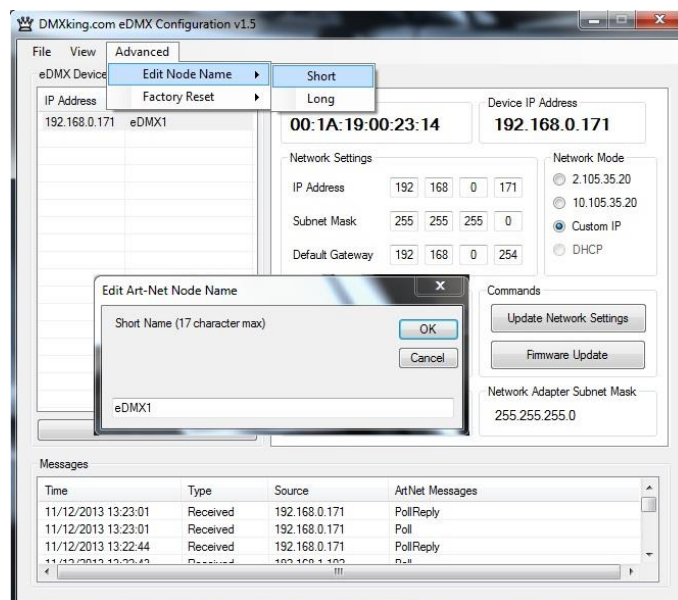 DMXking.com eDMX Configuration v1.5
File View Advanced
Edit Node Name
Factory Reset
Short
Long
eDMX Device
IP Address
192.168.0.171 eDMX1
00:1A:19:00:23:14
Device IP Address
192.168.0.171
Network Settings
IP Address 192 168 0 171
Subnet Mask 255 255 255 0
Default Gateway 192 168 0 254
Network Mode
2.105.35.20
10.105.35.20
Custom IP
DHCP
Edit Art-Net Node Name
Short Name (17 character max)
OK
Cancel
eDMX1
Commands
Update Network Settings
Firmware Update
Network Adapter Subnet Mask
255.255.255.0
Messages
Time Type Source ArtNet Messages
11/12/2013 13:23:01 Received 192.168.0.171 PollReply
11/12/2013 13:23:01 Received 192.168.0.171 Poll
11/12/2013 13:22:44 Received 192.168.0.171 PollReply